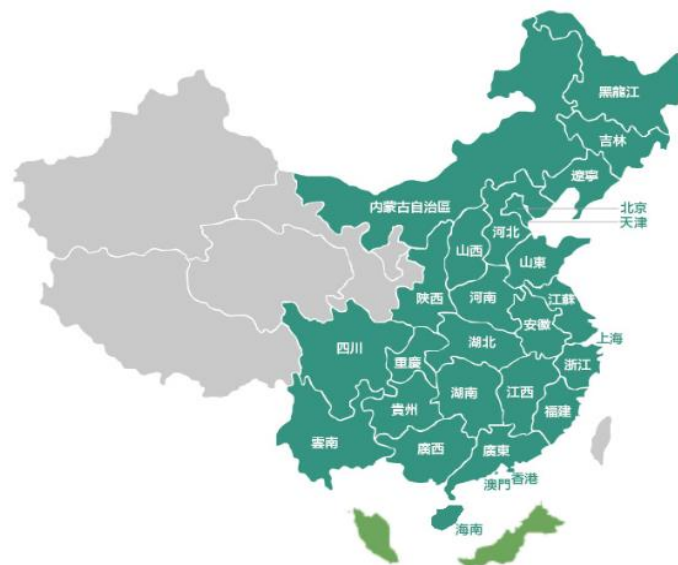 黑龍江
吉林
遼寧
内蒙古自治區
北京
天津
河北
山西
山東
陝西
河南
江蘇
安徽
上海
湖北
四川
重慶
浙江
湖南
江西
貴州
福建
雲南
廣西
廣東
香港
澳門
海南